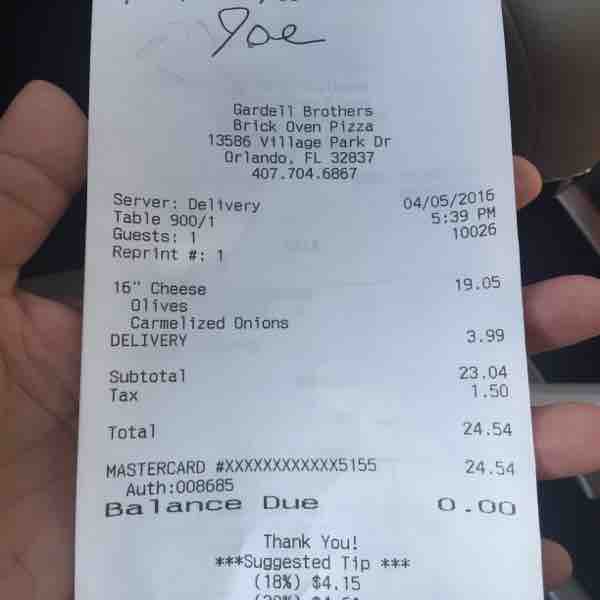 Joe
Gardell Brothers
Brick Oven Pizza
13586 Village Park Dr
Orlando, FL 32837
407.704.6867
Server: Delivery 04/05/2016
Table 900/1 5:39 PM
Guests: 1 10026
Reprint #: 1
16" Cheese 19.05
Olives
Carmelized Onions
DELIVERY 3.99
Subtotal 23.04
Tax 1.50
Total 24.54
MASTERCARD #XXXXXXXXXXXX5155 24.54
Auth:008685
Balance Due 0.00
Thank You!
***Suggested Tip ***
(18%) $4.15